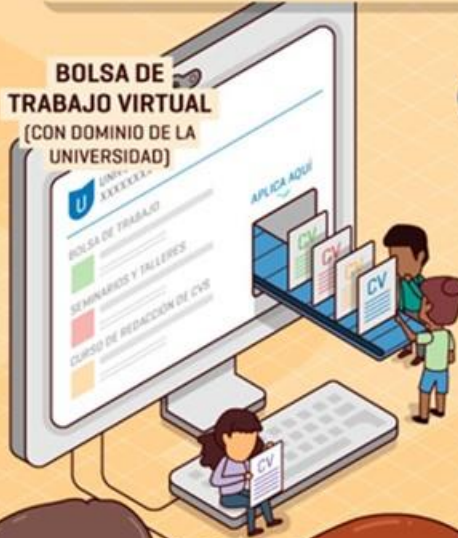 BOLSA DE
TRABAJO VIRTUAL
(CON DOMINIO DE LA
UNIVERSIDAD)
U
XXXXXXX
BOLSA DE TRABAJO
SEMINARIOS Y TALLERES
CURSO DE REDACCIÓN DE CVS
APLICA AQUÍ
CV
CV
CV
CV